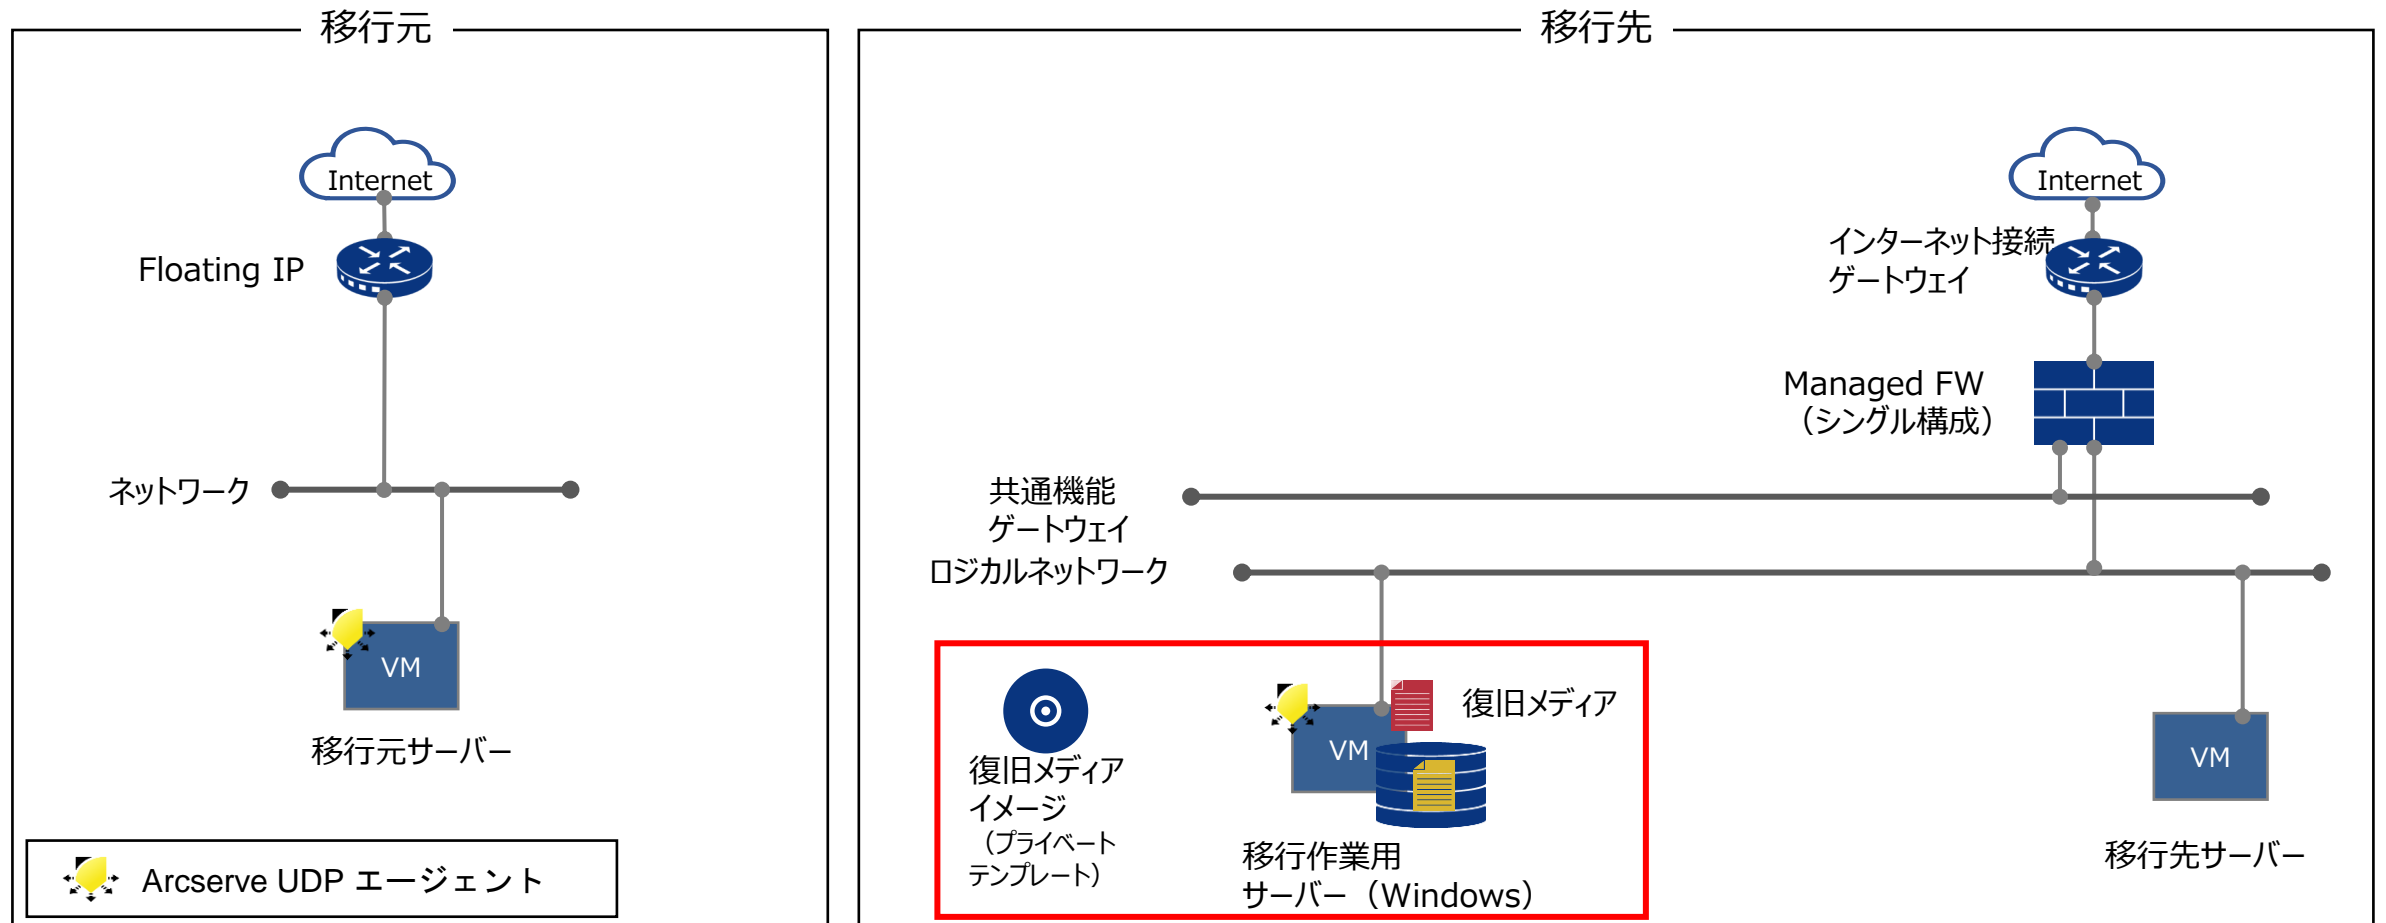 移行元
Internet
Floating IP
ネットワーク
VM
移行元サーバー
Arcserve UDP エージェント
移行先
Internet
インターネット接続
ゲートウェイ
Managed FW
（シングル構成）
共通機能
ゲートウェイ
ロジカルネットワーク
復旧メディア
イメージ
（プライベート
テンプレート）
VM
復旧メディア
移行作業用
サーバー（Windows）
VM
移行先サーバー